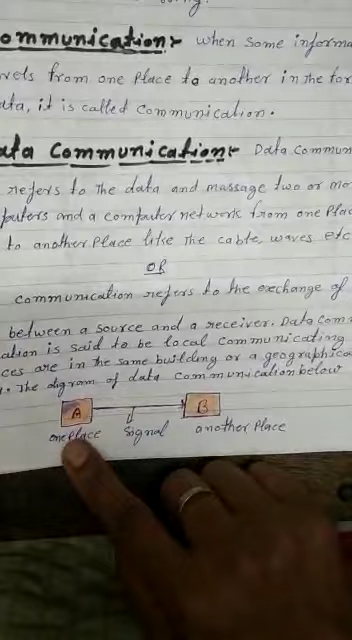 ommunication:- when some informa
vels from one place to another in the for
ata, it is called communication.
ata Communication:- Data commun
refers to the data and massage two or mo
puters and a computer network from one plac
to another place like the cable, waves etc
OR
communication refers to the exchange of
between a source and a receiver. Data com
ation is said to be local communicating
ces are in the same building or a geographica
The digram of data communication below
A B
one place signal another place